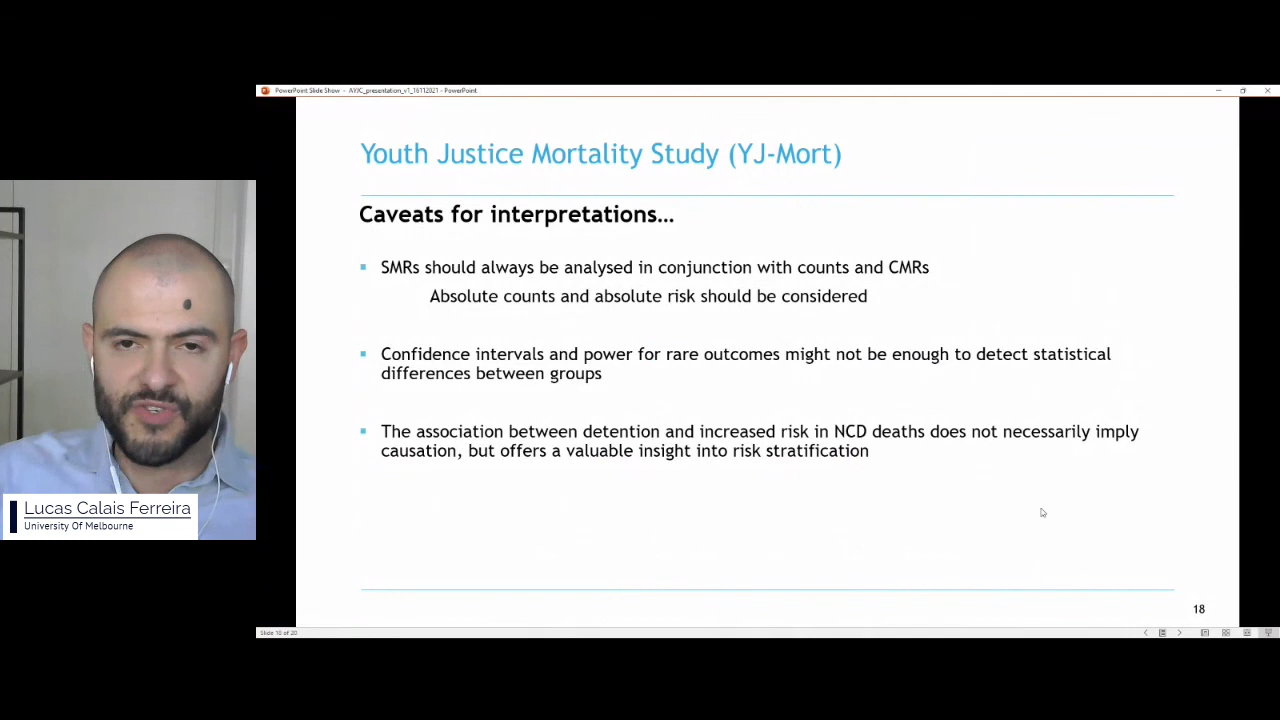 PowerPoint Slide Show - AYJC_presentation_v1_16112021 - PowerPoint
Youth Justice Mortality Study (YJ-Mort)
Caveats for interpretations…
SMRs should always be analysed in conjunction with counts and CMRs
Absolute counts and absolute risk should be considered
Confidence intervals and power for rare outcomes might not be enough to detect statistical
differences between groups
The association between detention and increased risk in NCD deaths does not necessarily imply
causation, but offers a valuable insight into risk stratification
18
Slide 18 of 20
Lucas Calais Ferreira
University Of Melbourne